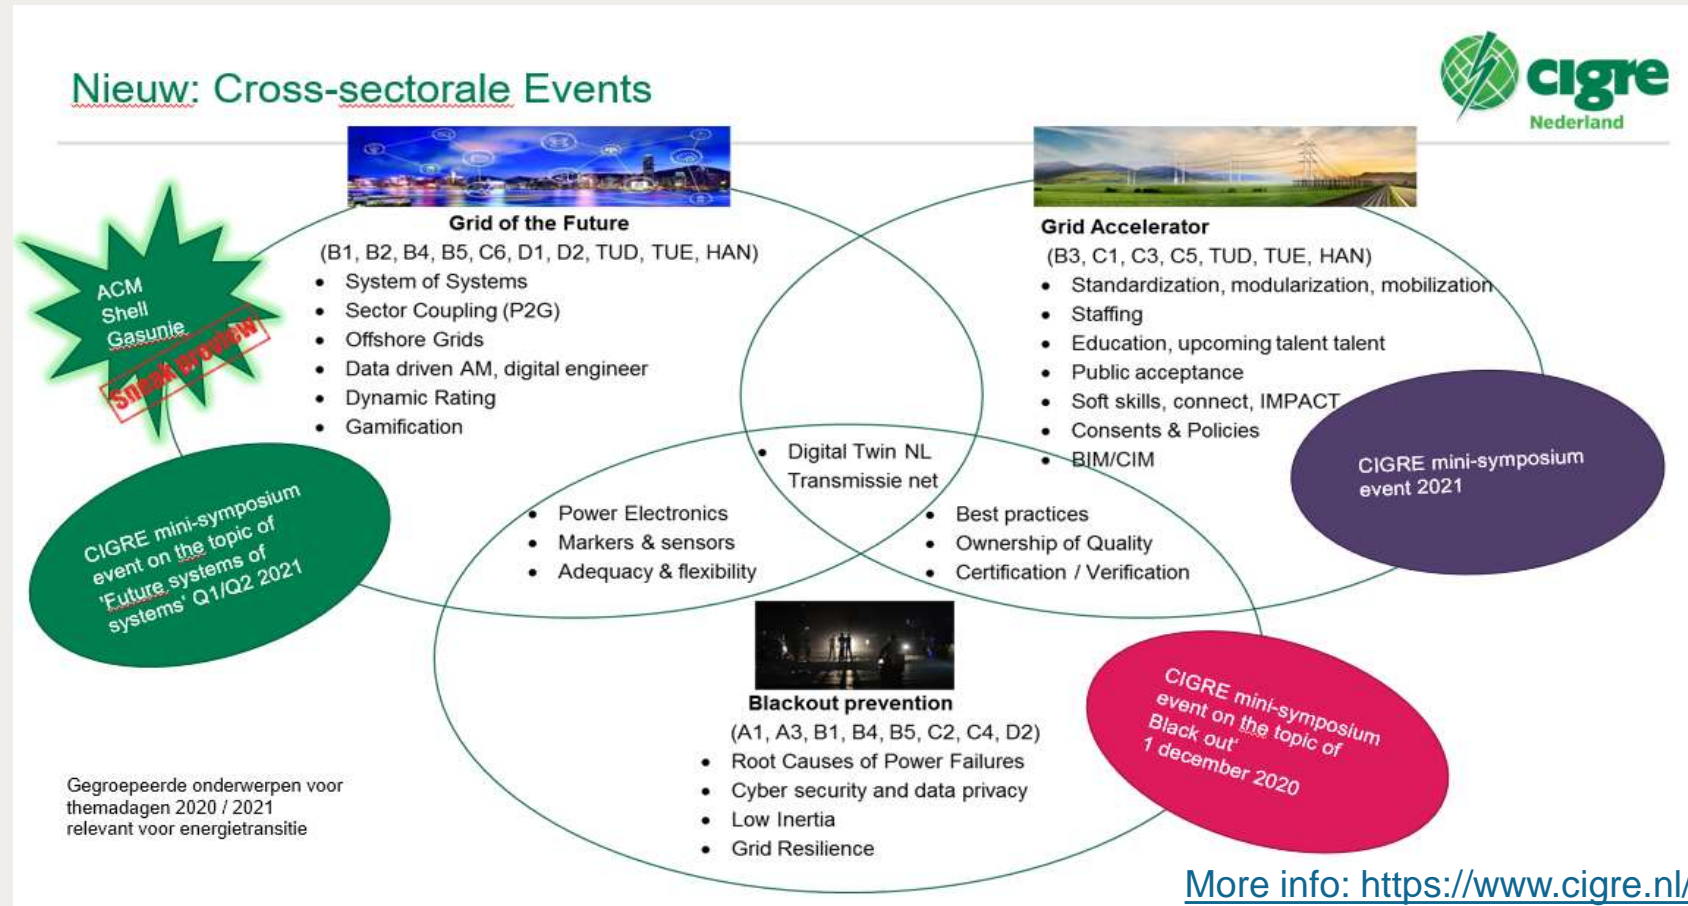 Nieuw: Cross-sectorale Events
cigre
Nederland
ACM
Shell
Gasunie
Sneak preview
Grid of the Future
(B1, B2, B4, B5, C6, D1, D2, TUD, TUE, HAN)
• System of Systems
• Sector Coupling (P2G)
• Offshore Grids
• Data driven AM, digital engineer
• Dynamic Rating
• Gamification
Grid Accelerator
(B3, C1, C3, C5, TUD, TUE, HAN)
• Standardization, modularization, mobilization
• Staffing
• Education, upcoming talent talent
• Public acceptance
• Soft skills, connect, IMPACT
• Consents & Policies
• BIM/CIM
• Digital Twin NL
Transmissie net
• Power Electronics
• Markers & sensors
• Adequacy & flexibility
• Best practices
• Ownership of Quality
• Certification / Verification
CIGRE mini-symposium
event on the topic of
'Future systems of
systems' Q1/Q2 2021
CIGRE mini-symposium
event 2021
Blackout prevention
(A1, A3, B1, B4, B5, C2, C4, D2)
• Root Causes of Power Failures
• Cyber security and data privacy
• Low Inertia
• Grid Resilience
CIGRE mini-symposium
event on the topic of
Black out'
1 december 2020
Gegroepeerde onderwerpen voor
themadagen 2020 / 2021
relevant voor energietransitie
More info: https://www.cigre.nl/